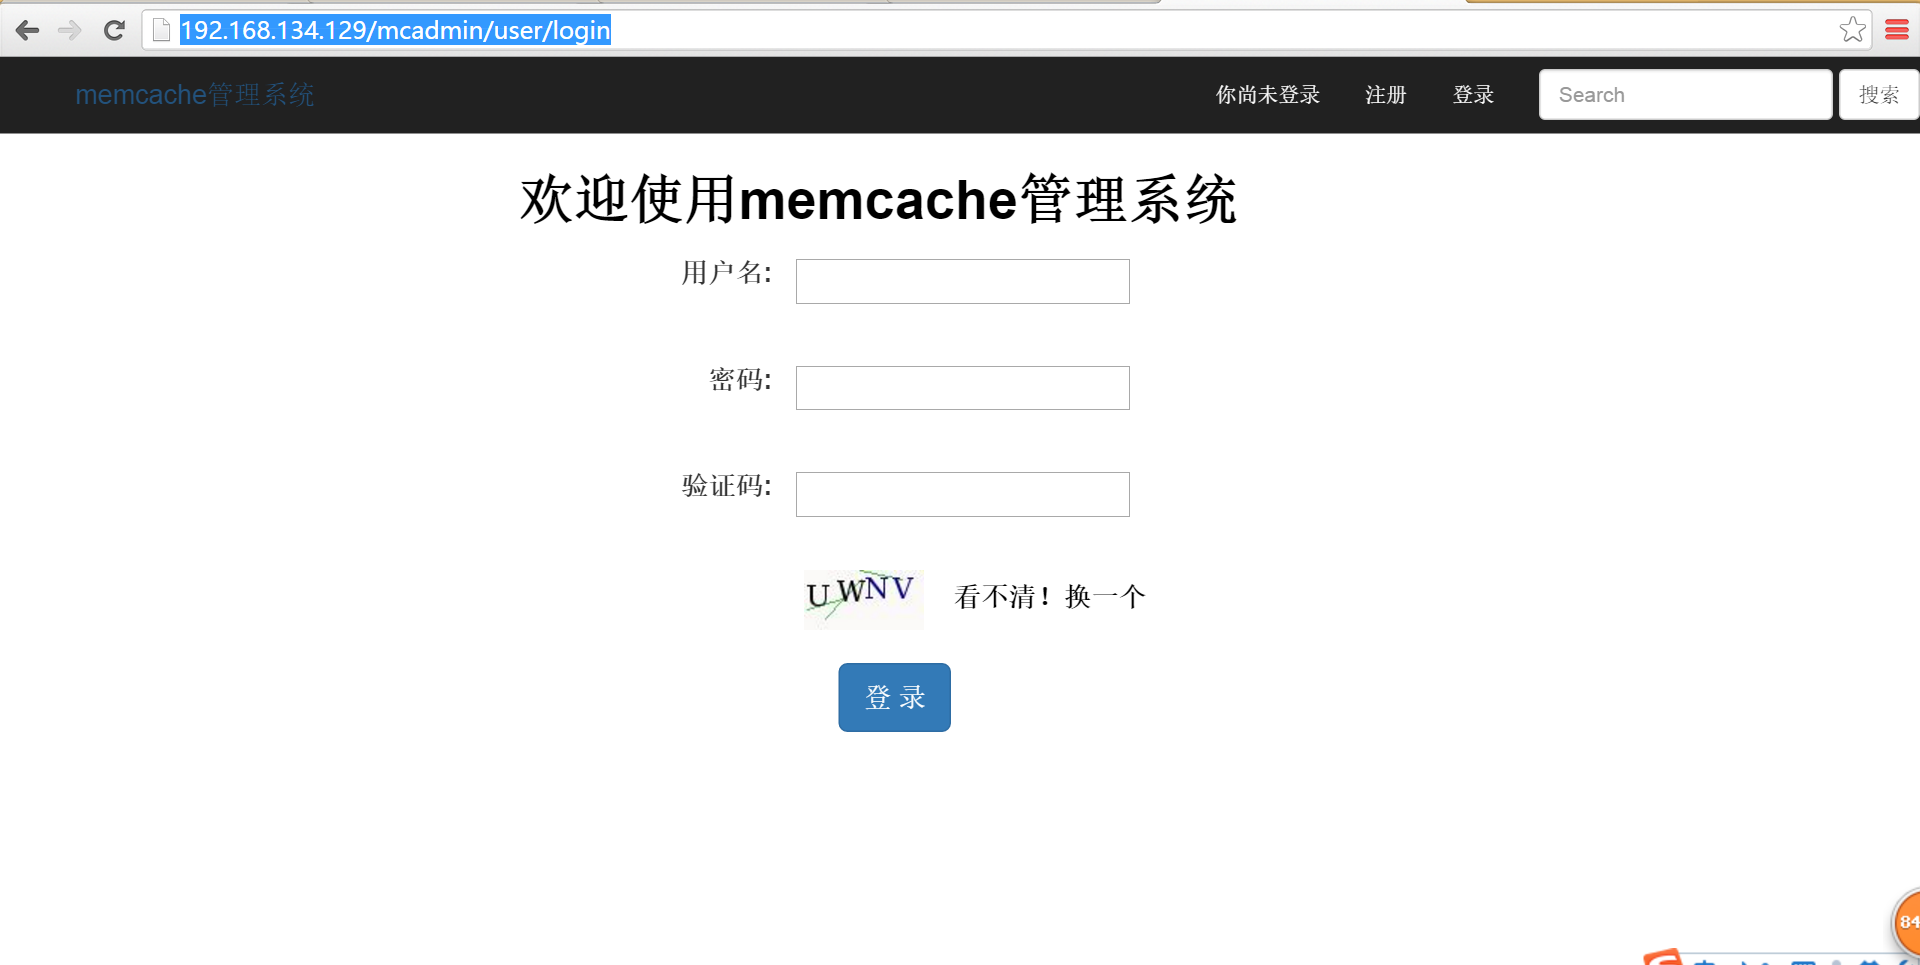 192.168.134.129/mcadmin/user/login
memcache管理系统 你尚未登录 注册 登录 Search 搜索
欢迎使用memcache管理系统
用户名:
密码:
验证码:
UWNV 看不清！换一个
登 录
84